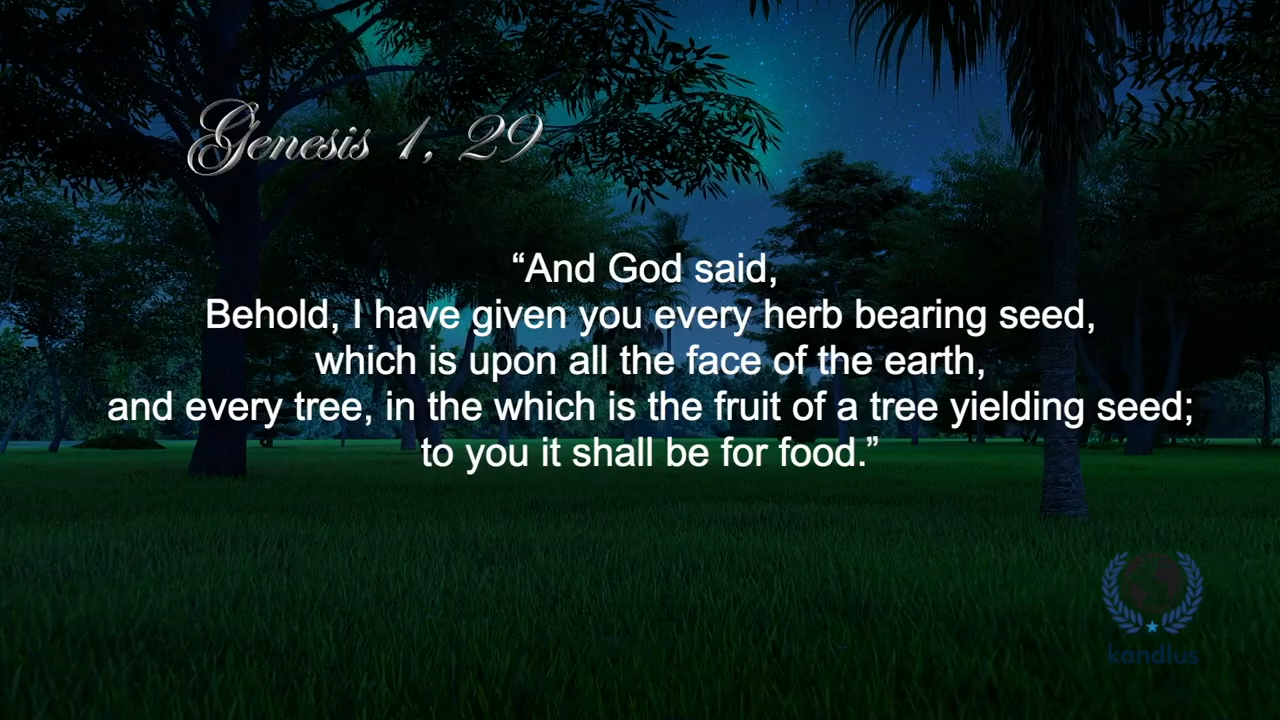 Genesis 1, 29
“And God said,
Behold, I have given you every herb bearing seed,
which is upon all the face of the earth,
and every tree, in the which is the fruit of a tree yielding seed;
to you it shall be for food.”
kandlus